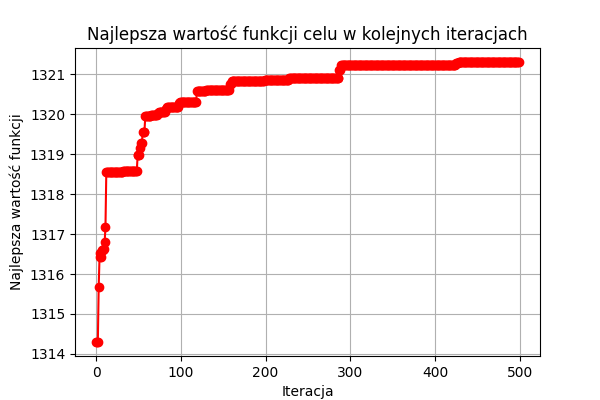 Najlepsza wartość funkcji celu w kolejnych iteracjach
Najlepsza wartość funkcji
1321
1320
1319
1318
1317
1316
1315
1314
0 100 200 300 400 500
Iteracja